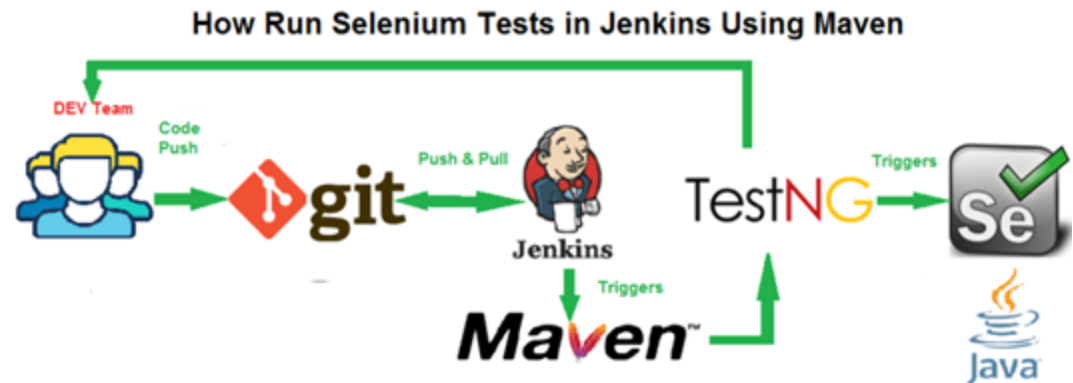 How Run Selenium Tests in Jenkins Using Maven
DEV Team
Code
Push
git
Push & Pull
Jenkins
Triggers
Maven™
TestNG
Triggers
Se
Java